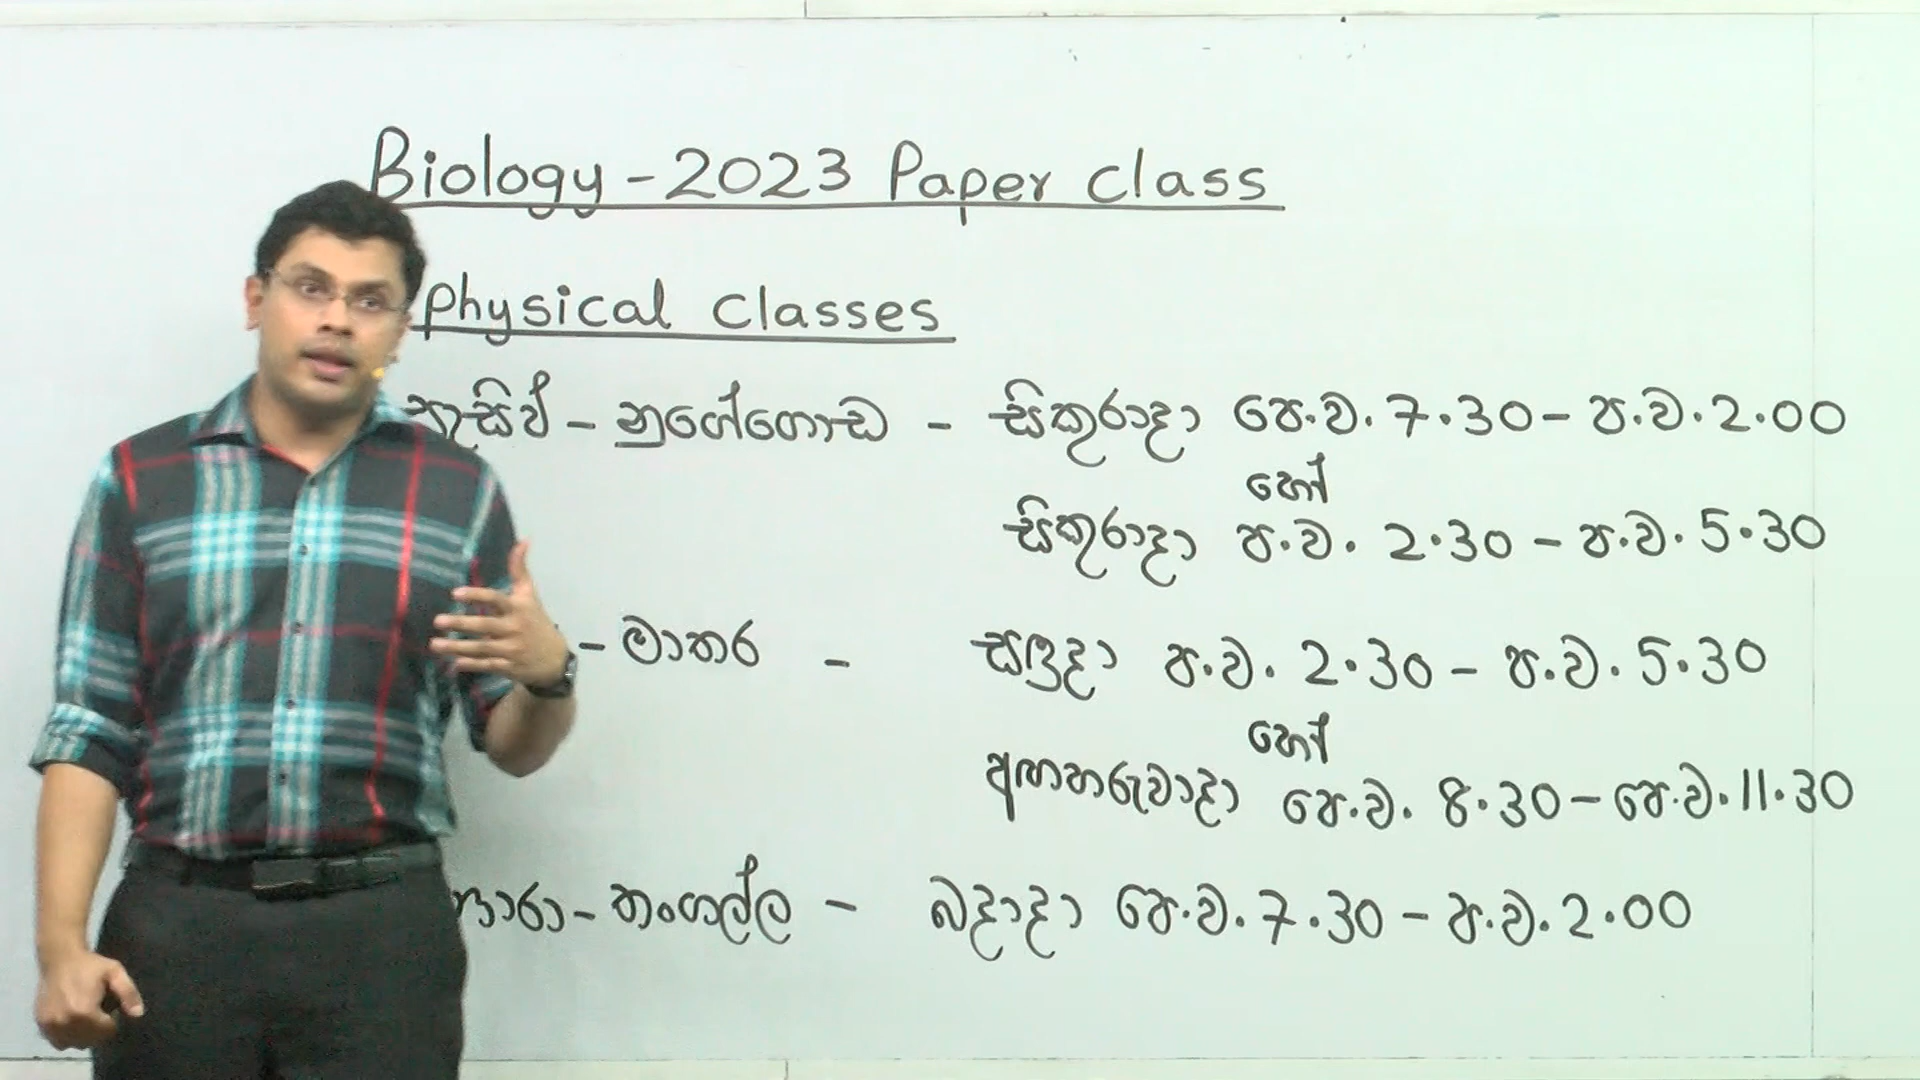 Biology - 2023 Paper Class
Physical Classes
සිප් - නුගේගොඩ - සිකුරාදා පෙ.ව. 7.30 - ප.ව. 2.00
හෝ
සිකුරාදා ප.ව. 2.30 - ප.ව. 5.30
- මාතර - සඳුදා ප.ව. 2.30 - ප.ව. 5.30
හෝ
අඟහරුවාදා පෙ.ව. 8.30 - පෙ.ව. 11.30
තාරා - තංගල්ල - බදාදා පෙ.ව. 7.30 - ප.ව. 2.00